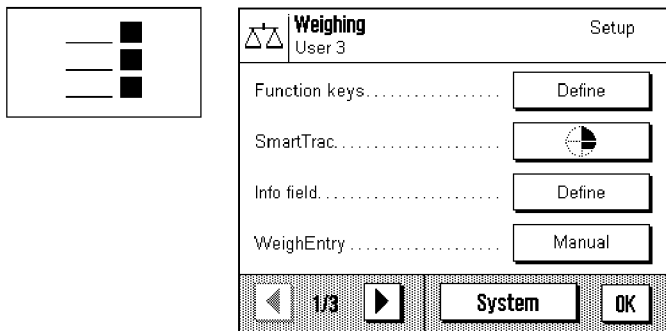 Weighing
User 3
Setup
Function keys.................. Define
SmartTrac......................
Info field........................ Define
WeighEntry.................... Manual
1/3 System OK